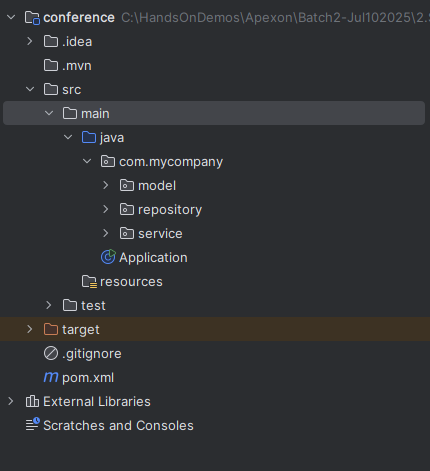 conference C:\HandsOnDemos\Apexon\Batch2-Jul102025\2.
.idea
.mvn
src
main
java
com.mycompany
model
repository
service
Application
resources
test
target
.gitignore
m pom.xml
External Libraries
Scratches and Consoles